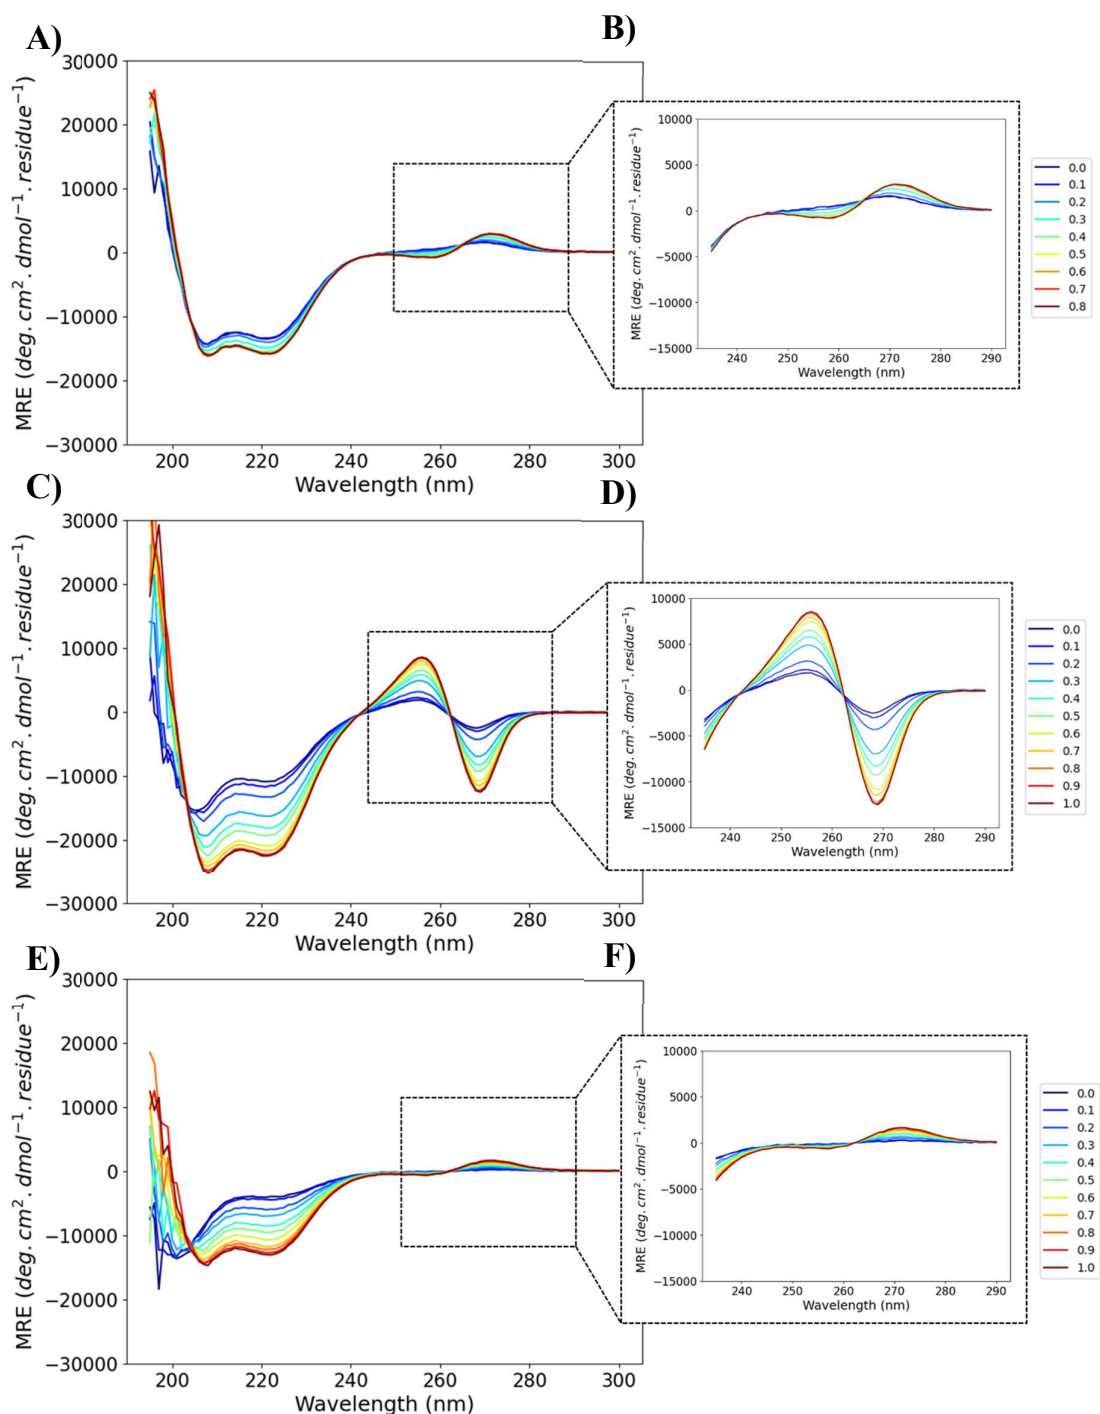 A)
B)
30000
20000
10000
0
−10000
−20000
−30000
MRE (deg. cm². dmol⁻¹. residue⁻¹)
200 220 240 260 280 300
Wavelength (nm)
10000
5000
0
−5000
−10000
−15000
MRE (deg. cm². dmol⁻¹. residue⁻¹)
240 250 260 270 280 290
Wavelength (nm)
0.0
0.1
0.2
0.3
0.4
0.5
0.6
0.7
0.8
C)
D)
30000
20000
10000
0
−10000
−20000
−30000
MRE (deg. cm². dmol⁻¹. residue⁻¹)
200 220 240 260 280 300
Wavelength (nm)
10000
5000
0
−5000
−10000
−15000
MRE (deg. cm². dmol⁻¹. residue⁻¹)
240 250 260 270 280 290
Wavelength (nm)
0.0
0.1
0.2
0.3
0.4
0.5
0.6
0.7
0.8
0.9
1.0
E)
F)
30000
20000
10000
0
−10000
−20000
−30000
MRE (deg. cm². dmol⁻¹. residue⁻¹)
200 220 240 260 280 300
Wavelength (nm)
10000
5000
0
−5000
−10000
−15000
MRE (deg. cm². dmol⁻¹. residue⁻¹)
240 250 260 270 280 290
Wavelength (nm)
0.0
0.1
0.2
0.3
0.4
0.5
0.6
0.7
0.8
0.9
1.0